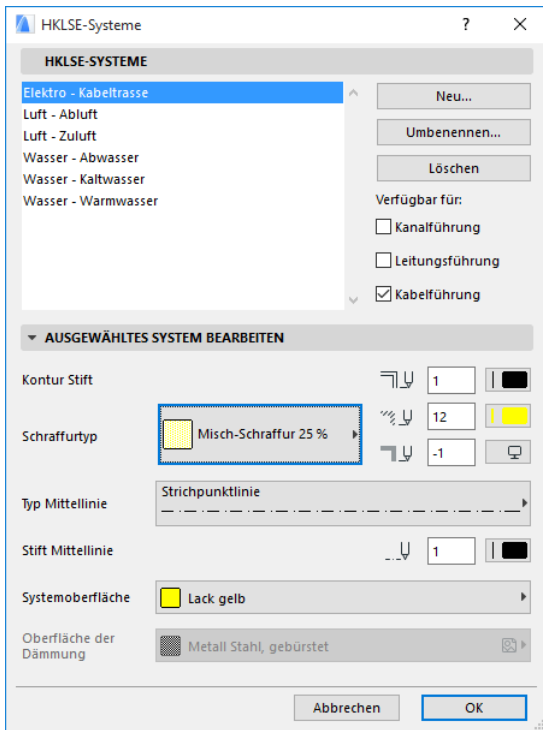 HKLSE-Systeme
HKLSE-SYSTEME
Elektro - Kabeltrasse
Luft - Abluft
Luft - Zuluft
Wasser - Abwasser
Wasser - Kaltwasser
Wasser - Warmwasser
Neu...
Umbenennen...
Löschen
Verfügbar für:
Kanalführung
Leitungsführung
Kabelführung
AUSGEWÄHLTES SYSTEM BEARBEITEN
Kontur Stift
1
Schraffurtyp
Misch-Schraffur 25 %
12
-1
Typ Mittellinie
Strichpunktlinie
Stift Mittellinie
1
Systemoberfläche
Lack gelb
Oberfläche der
Dämmung
Metall Stahl, gebürstet
Abbrechen
OK